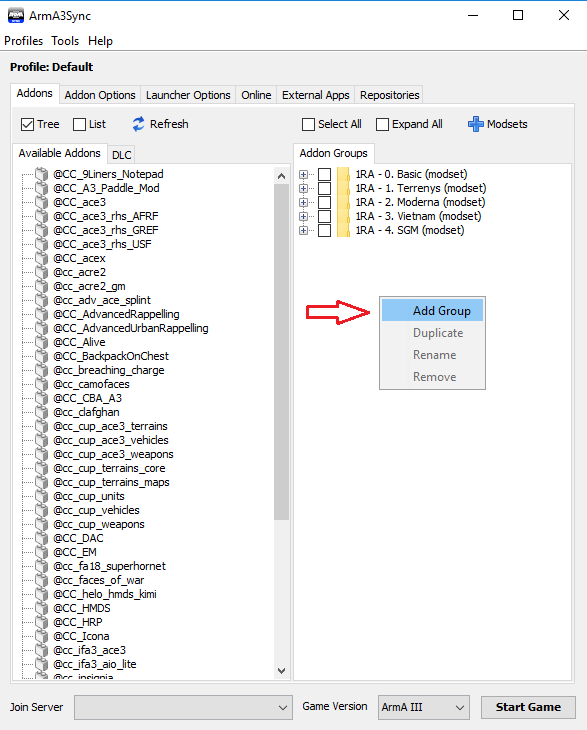 ArmA3Sync
Profiles Tools Help
Profile: Default
Addons Addon Options Launcher Options Online External Apps Repositories
Tree List Refresh Select All Expand All Modsets
Available Addons DLC
@CC_9Liners_Notepad
@CC_A3_Paddle_Mod
@CC_ace3
@CC_ace3_rhs_AFRF
@CC_ace3_rhs_GREF
@CC_ace3_rhs_USF
@CC_acex
@cc_acre2
@cc_acre2_gm
@cc_adv_ace_splint
@CC_AdvancedRappelling
@CC_AdvancedUrbanRappelling
@CC_Alive
@CC_BackpackOnChest
@cc_breaching_charge
@cc_camofaces
@CC_CBA_A3
@cc_clafghan
@cc_cup_ace3_terrains
@cc_cup_ace3_vehicles
@cc_cup_ace3_weapons
@cc_cup_terrains_core
@cc_cup_terrains_maps
@cc_cup_units
@cc_cup_vehicles
@cc_cup_weapons
@CC_DAC
@CC_EM
@cc_fa18_superhornet
@cc_faces_of_war
@CC_helo_hmds_kimi
@CC_HMDS
@CC_HRP
@CC_Icona
@cc_ifa3_ace3
@cc_ifa3_aio_lite
@cc_insignia
Addon Groups
1RA - 0. Basic (modset)
1RA - 1. Terrenys (modset)
1RA - 2. Moderna (modset)
1RA - 3. Vietnam (modset)
1RA - 4. SGM (modset)
Add Group
Duplicate
Rename
Remove
Join Server Game Version ArmA III Start Game